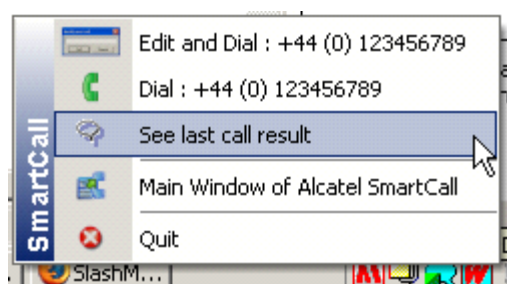 Edit and Dial : +44 (0) 123456789
Dial : +44 (0) 123456789
See last call result
Main Window of Alcatel SmartCall
Quit
SmartCall
SlashM...